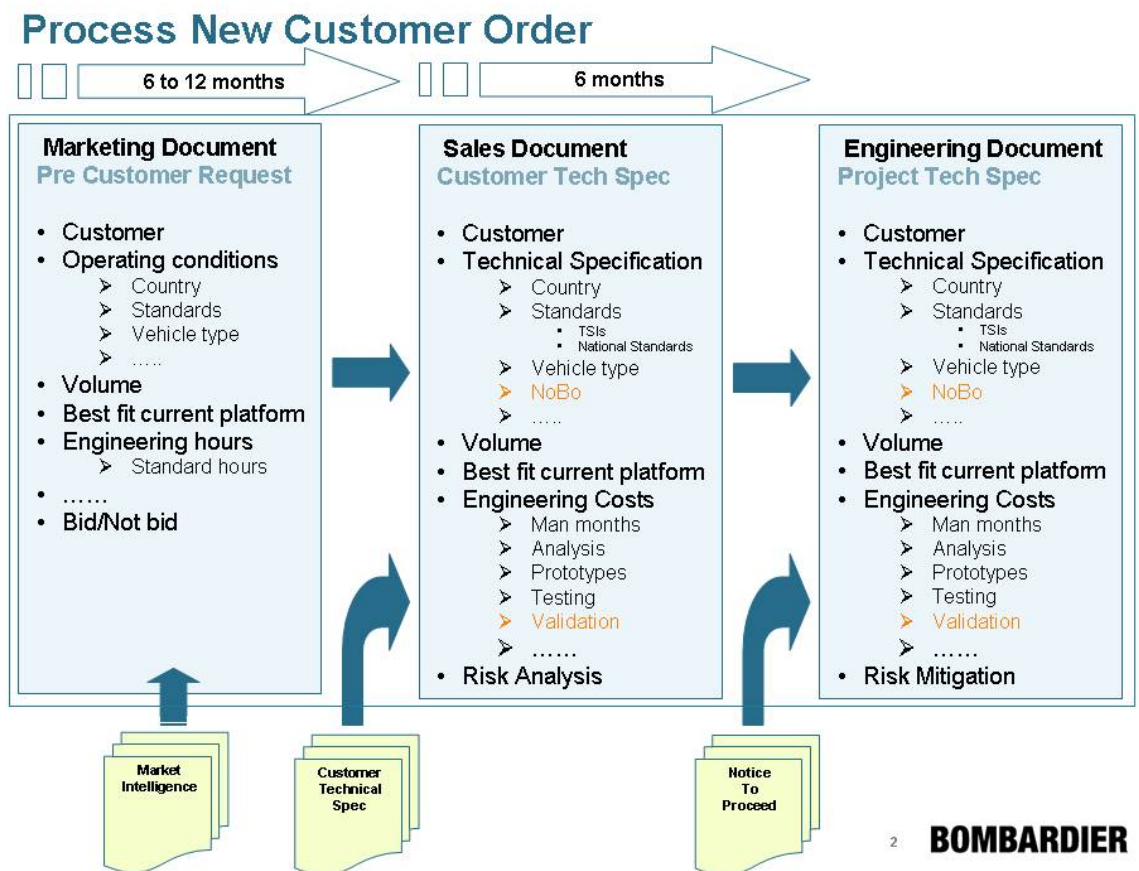 Process New Customer Order
6 to 12 months
6 months
Marketing Document
Pre Customer Request
• Customer
• Operating conditions
➢ Country
➢ Standards
➢ Vehicle type
➢ .....
• Volume
• Best fit current platform
• Engineering hours
➢ Standard hours
• ......
• Bid/Not bid
Sales Document
Customer Tech Spec
• Customer
• Technical Specification
➢ Country
➢ Standards
▪ TSIs
▪ National Standards
➢ Vehicle type
➢ NoBo
➢ .....
• Volume
• Best fit current platform
• Engineering Costs
➢ Man months
➢ Analysis
➢ Prototypes
➢ Testing
➢ Validation
➢ ......
• Risk Analysis
Engineering Document
Project Tech Spec
• Customer
• Technical Specification
➢ Country
➢ Standards
▪ TSIs
▪ National Standards
➢ Vehicle type
➢ NoBo
➢ .....
• Volume
• Best fit current platform
• Engineering Costs
➢ Man months
➢ Analysis
➢ Prototypes
➢ Testing
➢ Validation
➢ ......
• Risk Mitigation
Market
Intelligence
Customer
Technical
Spec
Notice
To
Proceed
2
BOMBARDIER